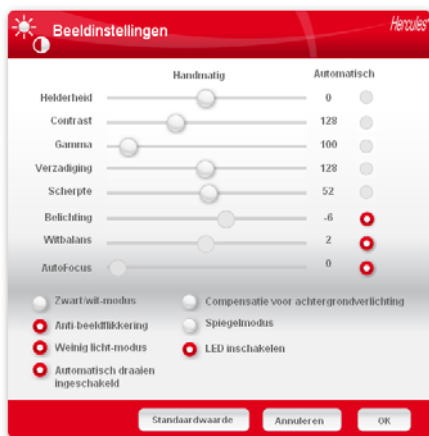 Beeldinstellingen
Hercules
Handmatig Automatisch
Helderheid 0
Contrast 128
Gamma 100
Verzadiging 128
Scherpte 52
Belichting -6
Witbalans 2
AutoFocus 0
Zwart/wit-modus
Compensatie voor achtergrondverlichting
Anti-beeldflikkering
Spiegelmodus
Weinig licht-modus
LED inschakelen
Automatisch draaien
ingeschakeld
Standaardwaarde Annuleren OK